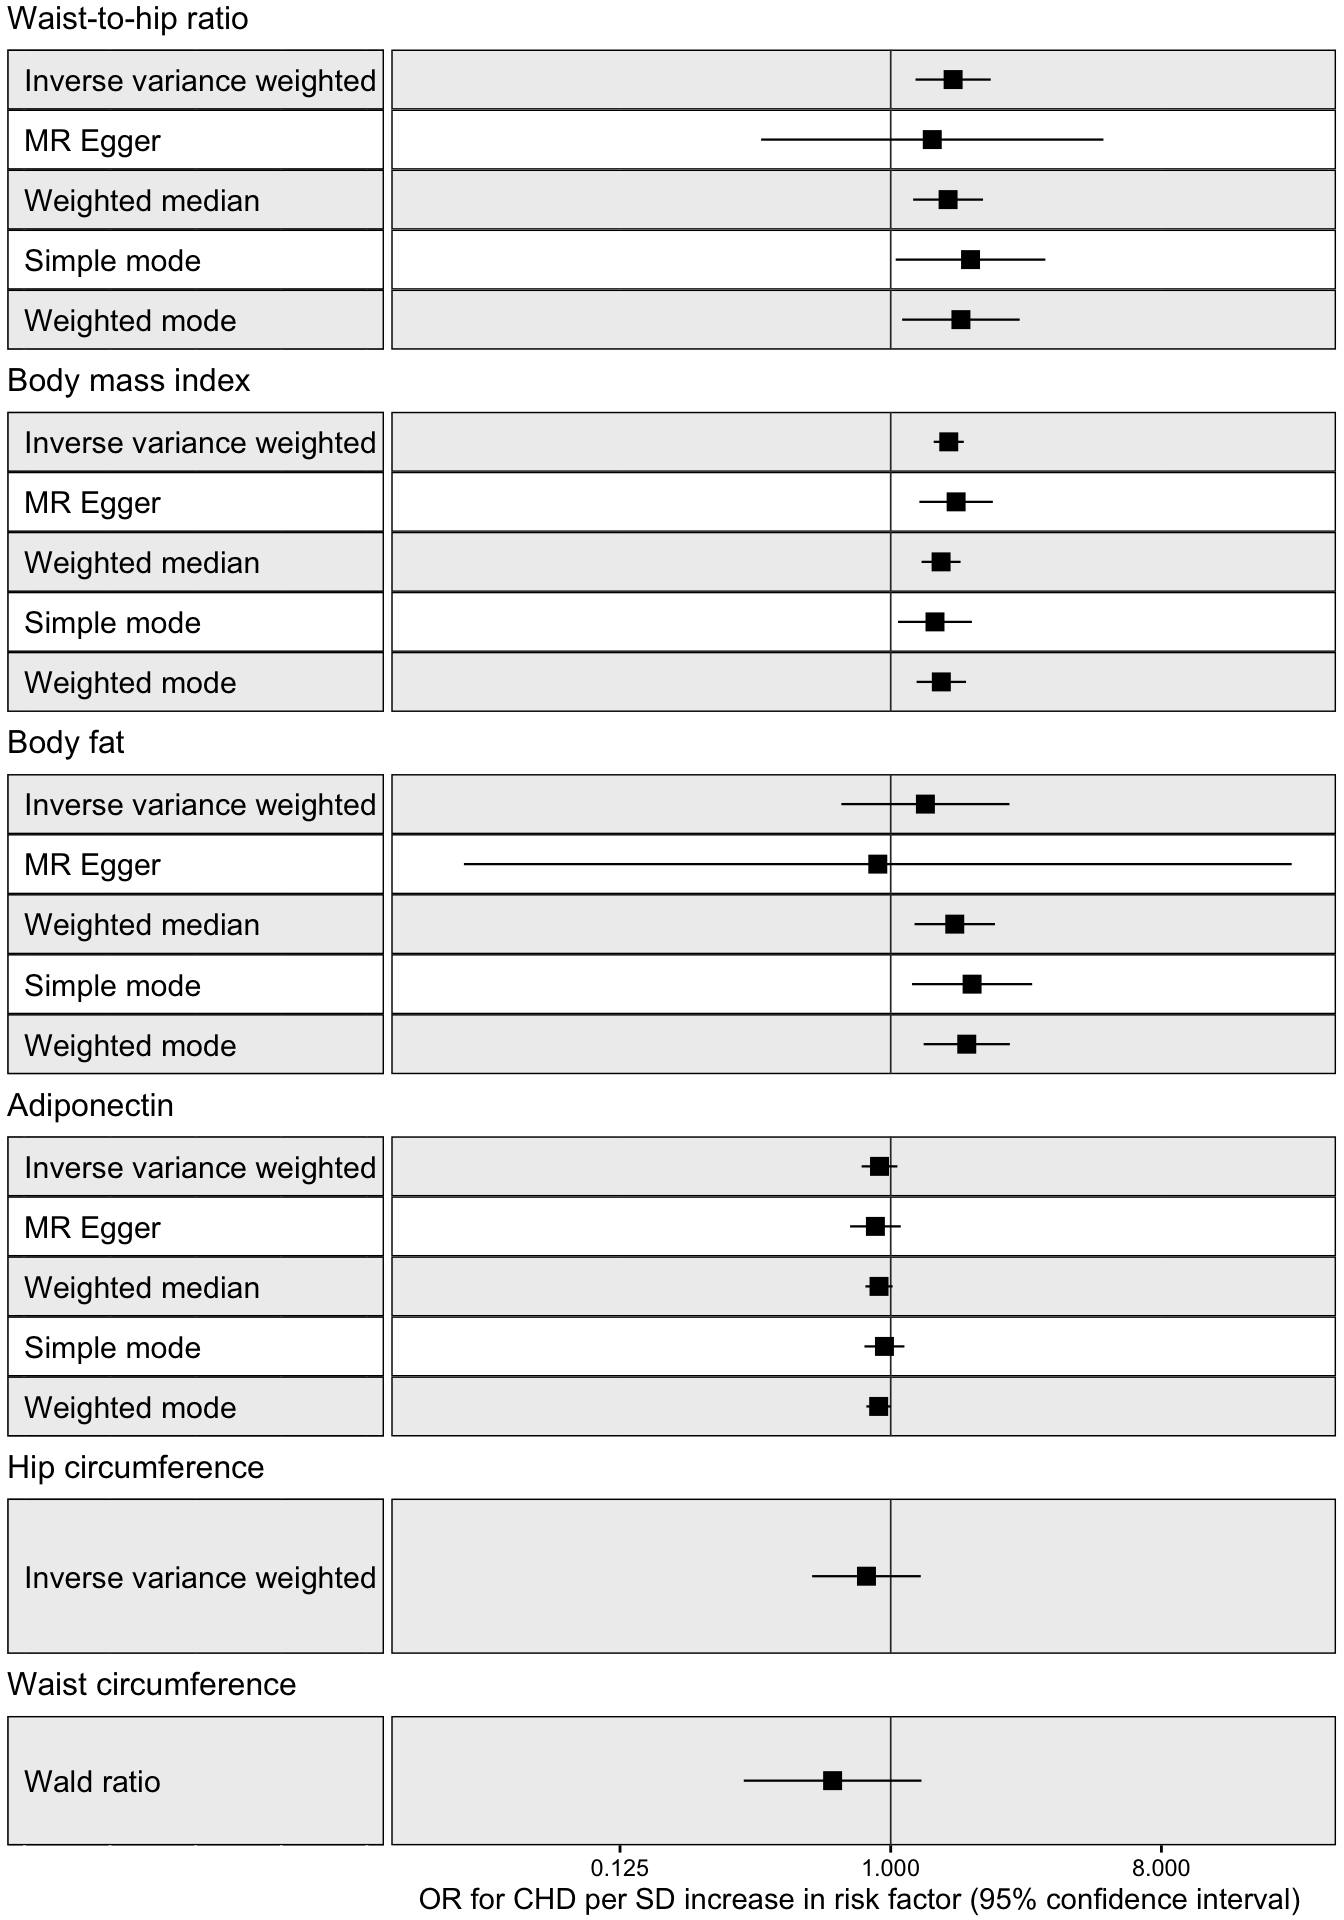 Waist-to-hip ratio
Inverse variance weighted
MR Egger
Weighted median
Simple mode
Weighted mode
Body mass index
Inverse variance weighted
MR Egger
Weighted median
Simple mode
Weighted mode
Body fat
Inverse variance weighted
MR Egger
Weighted median
Simple mode
Weighted mode
Adiponectin
Inverse variance weighted
MR Egger
Weighted median
Simple mode
Weighted mode
Hip circumference
Inverse variance weighted
Waist circumference
Wald ratio
0.125 1.000 8.000
OR for CHD per SD increase in risk factor (95% confidence interval)